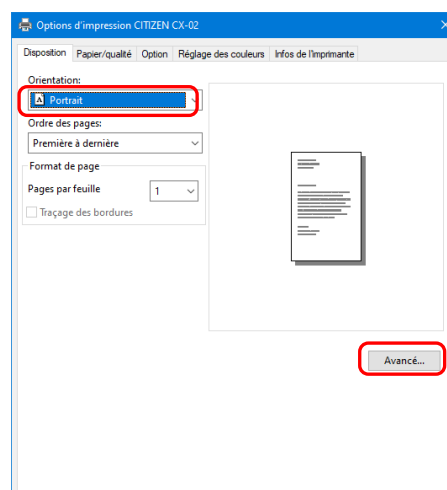 Options d'impression CITIZEN CX-02
Disposition Papier/qualité Option Réglage des couleurs Infos de l'imprimante
Orientation:
A Portrait
Ordre des pages:
Première à dernière
Format de page
Pages par feuille 1
Traçage des bordures
Avancé...